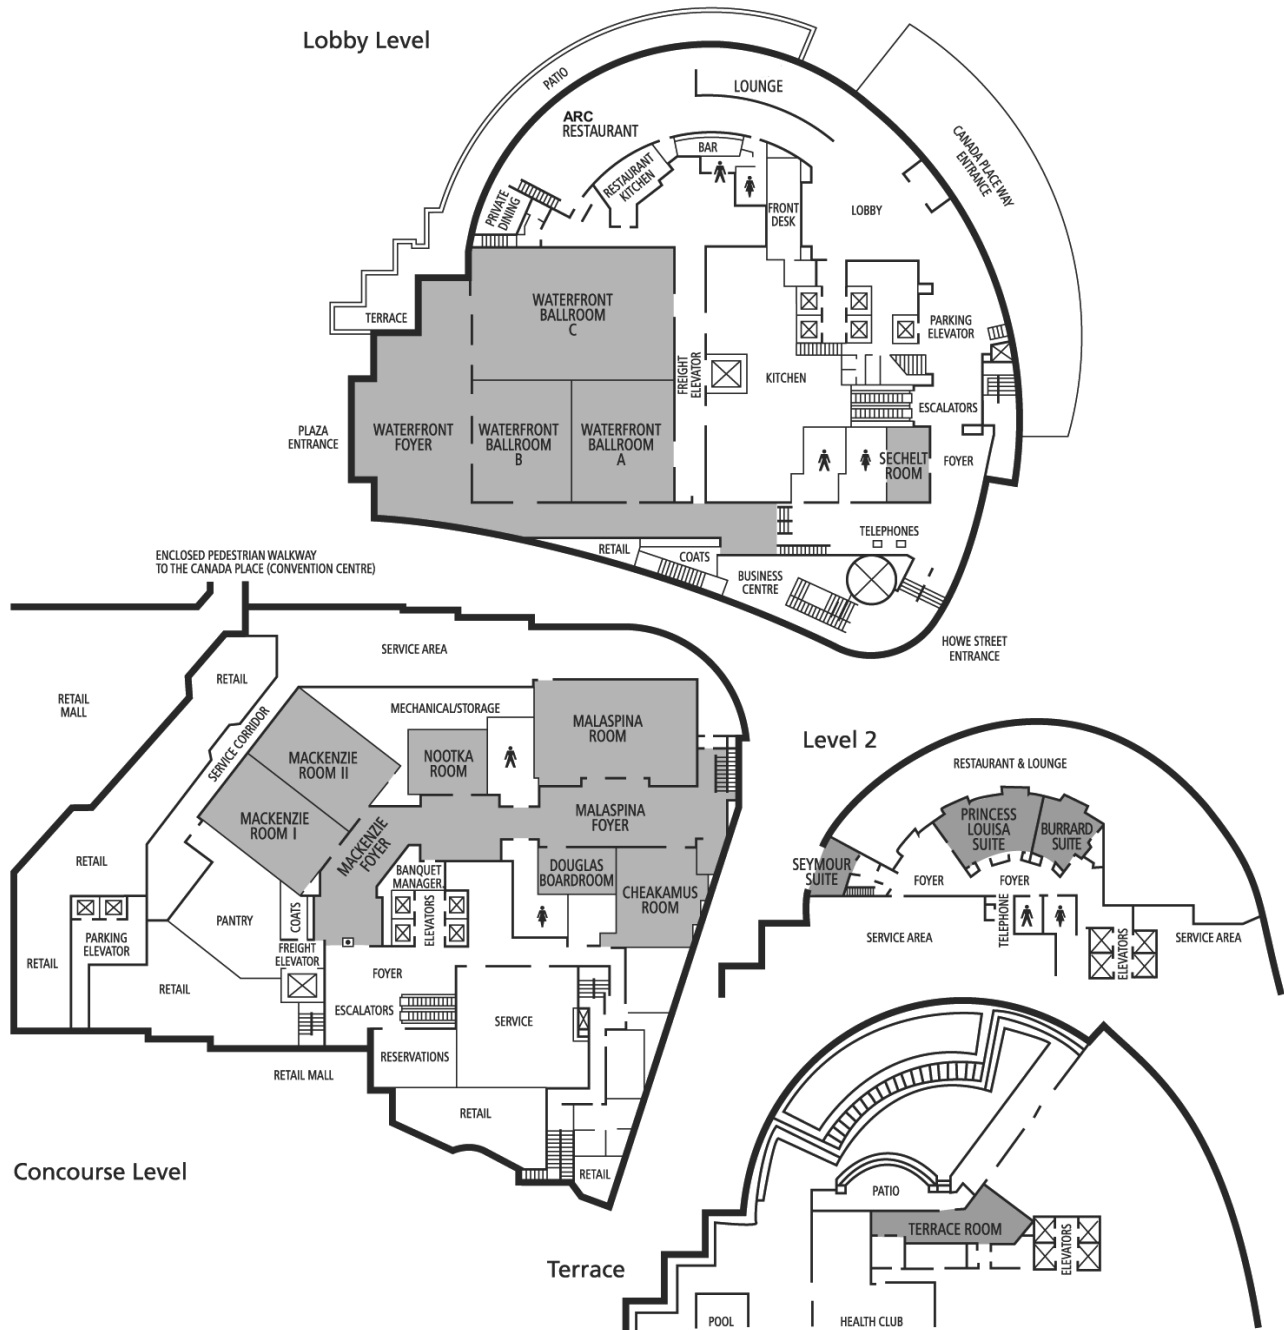 Lobby Level
PATIO
LOUNGE
ARC
RESTAURANT
CANADA PLACE WAY
ENTRANCE
BAR
RESTAURANT
KITCHEN
PRIVATE
DINING
FRONT
DESK
LOBBY
WATERFRONT
BALLROOM
C
TERRACE
PARKING
ELEVATOR
FREIGHT
ELEVATOR
KITCHEN
ESCALATORS
PLAZA
ENTRANCE
WATERFRONT
FOYER
WATERFRONT
BALLROOM
B
WATERFRONT
BALLROOM
A
SECHELT
ROOM
FOYER
TELEPHONES
RETAIL
COATS
BUSINESS
CENTRE
HOWE STREET
ENTRANCE
ENCLOSED PEDESTRIAN WALKWAY
TO THE CANADA PLACE (CONVENTION CENTRE)
SERVICE AREA
RETAIL
RETAIL
MALL
MECHANICAL/STORAGE
SERVICE CORRIDOR
MALASPINA
ROOM
MACKENZIE
ROOM II
NOOTKA
ROOM
MACKENZIE
ROOM I
MACKENZIE
FOYER
MALASPINA
FOYER
RETAIL
BANQUET
MANAGER
DOUGLAS
BOARDROOM
CHEAKAMUS
ROOM
COATS
ELEVATORS
PANTRY
PARKING
ELEVATOR
RETAIL
FREIGHT
ELEVATOR
FOYER
RETAIL
ESCALATORS
SERVICE
RESERVATIONS
RETAIL MALL
RETAIL
RETAIL
Concourse Level
Level 2
RESTAURANT & LOUNGE
PRINCESS
LOUISA
SUITE
BURRARD
SUITE
SEYMOUR
SUITE
FOYER
FOYER
TELEPHONE
SERVICE AREA
ELEVATORS
SERVICE AREA
PATIO
TERRACE ROOM
ELEVATORS
Terrace
POOL
HEALTH CLUB